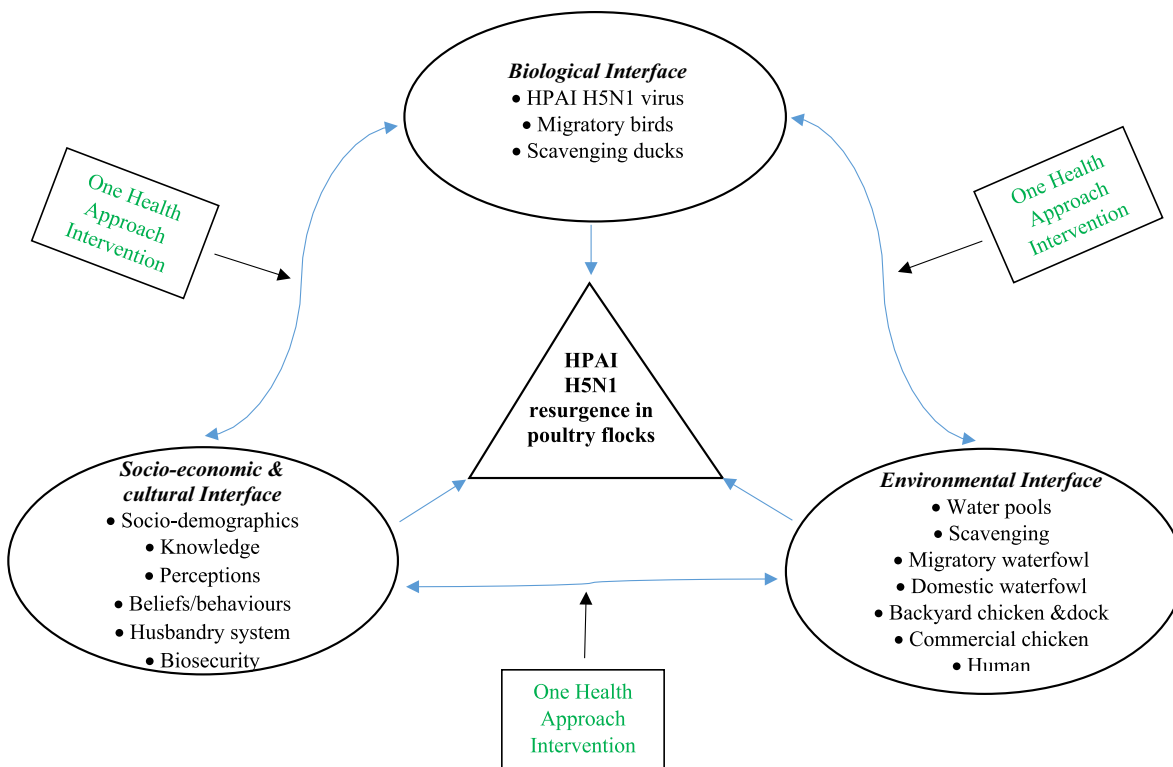 Biological Interface
• HPAI H5N1 virus
• Migratory birds
• Scavenging ducks
One Health
Approach
Intervention
One Health
Approach
Intervention
HPAI
H5N1
resurgence in
poultry flocks
Socio-economic &
cultural Interface
• Socio-demographics
• Knowledge
• Perceptions
• Beliefs/behaviours
• Husbandry system
• Biosecurity
Environmental Interface
• Water pools
• Scavenging
• Migratory waterfowl
• Domestic waterfowl
• Backyard chicken &dock
• Commercial chicken
• Human
One Health
Approach
Intervention